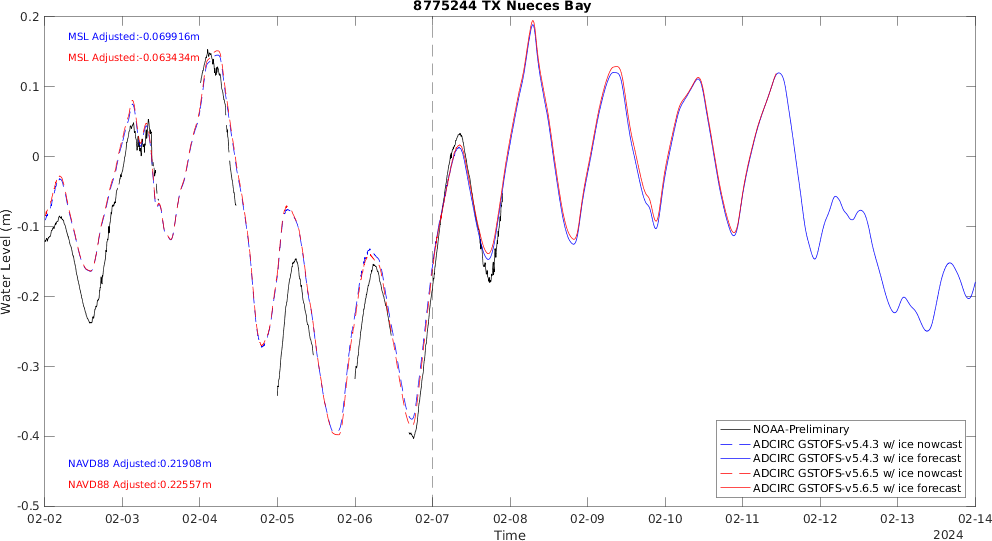 8775244 TX Nueces Bay
MSL Adjusted:-0.069916m
MSL Adjusted:-0.063434m
0.2
0.1
0
-0.1
-0.2
-0.3
-0.4
-0.5
Water Level (m)
NAVD88 Adjusted:0.21908m
NAVD88 Adjusted:0.22557m
NOAA-Preliminary
ADCIRC GSTOFS-v5.4.3 w/ ice nowcast
ADCIRC GSTOFS-v5.4.3 w/ ice forecast
ADCIRC GSTOFS-v5.6.5 w/ ice nowcast
ADCIRC GSTOFS-v5.6.5 w/ ice forecast
02-02 02-03 02-04 02-05 02-06 02-07 02-08 02-09 02-10 02-11 02-12 02-13 02-14
Time
2024